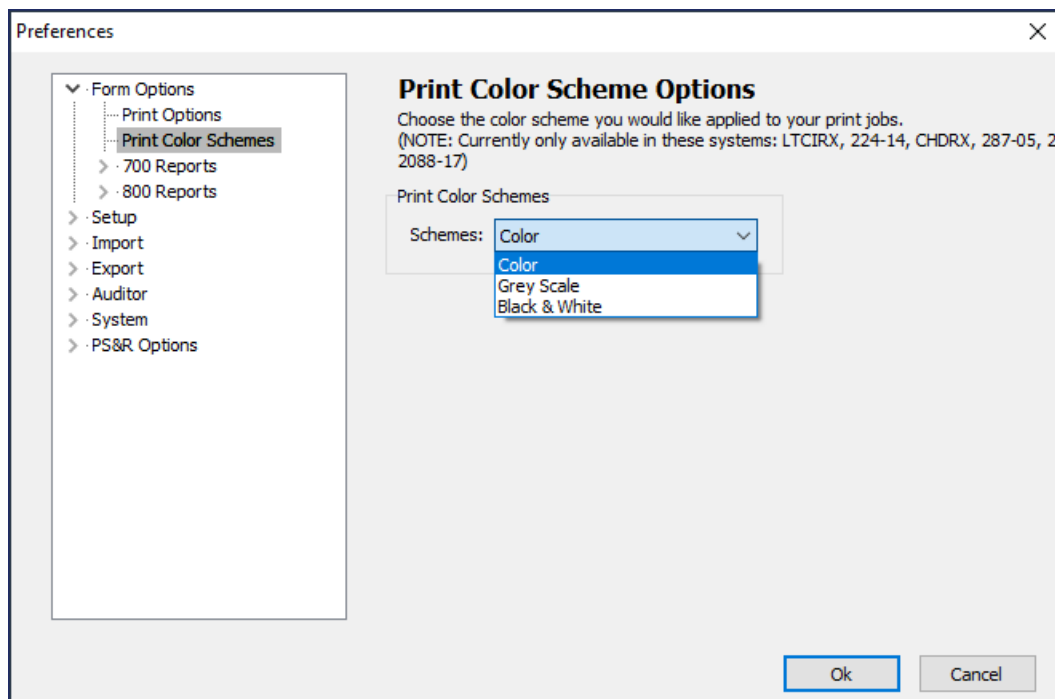 Preferences
Form Options
Print Options
Print Color Schemes
700 Reports
800 Reports
Setup
Import
Export
Auditor
System
PS&R Options
Print Color Scheme Options
Choose the color scheme you would like applied to your print jobs.
(NOTE: Currently only available in these systems: LTCIRX, 224-14, CHDRX, 287-05, 2
2088-17)
Print Color Schemes
Schemes: Color
Color
Grey Scale
Black & White
Ok Cancel